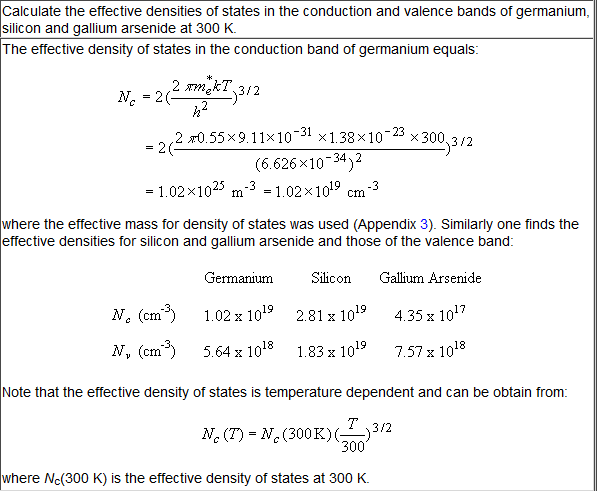 Calculate the effective densities of states in the conduction and valence bands of germanium,
silicon and gallium arsenide at 300 K.
The effective density of states in the conduction band of germanium equals:
N_c = 2(2 πm_e^*kT / h^2)^3/2
= 2(2 π0.55×9.11×10^-31 ×1.38×10^-23 ×300 / (6.626×10^-34)^2)^3/2
= 1.02×10^25 m^-3 = 1.02×10^19 cm^-3
where the effective mass for density of states was used (Appendix 3). Similarly one finds the
effective densities for silicon and gallium arsenide and those of the valence band:
Germanium Silicon Gallium Arsenide
N_c (cm^-3) 1.02 x 10^19 2.81 x 10^19 4.35 x 10^17
N_v (cm^-3) 5.64 x 10^18 1.83 x 10^19 7.57 x 10^18
Note that the effective density of states is temperature dependent and can be obtain from:
N_c (T) = N_c (300 K) (T / 300)^3/2
where N_c(300 K) is the effective density of states at 300 K.